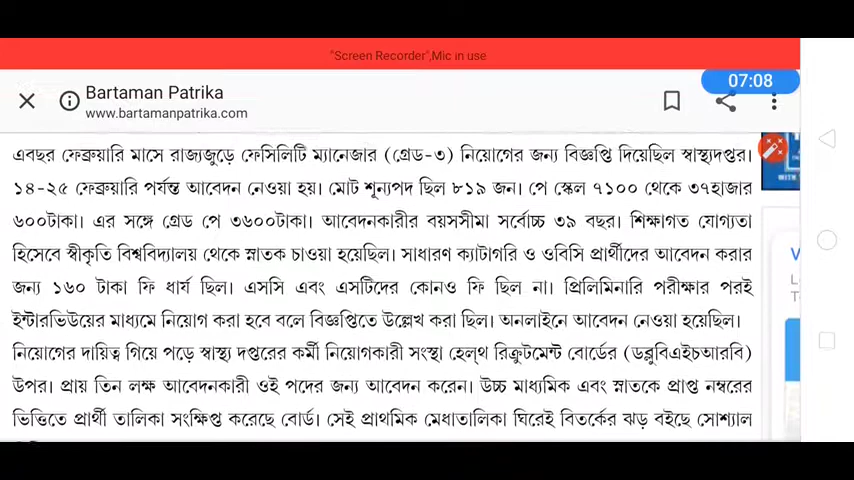 "Screen Recorder",Mic in use
07:08
Bartaman Patrika
www.bartamanpatrika.com
এবছর ফেব্রুয়ারি মাসে রাজ্যজুড়ে ফেসিলিটি ম্যানেজার (গ্রেড-৩) নিয়োগের জন্য বিজ্ঞপ্তি দিয়েছিল স্বাস্থ্যদপ্তর।
১৪-২৫ ফেব্রুয়ারি পর্যন্ত আবেদন নেওয়া হয়। মোট শূন্যপদ ছিল ৮১৯ জন। পে স্কেল ৭১০০ থেকে ৩৭হাজার
৬০০টাকা। এর সঙ্গে গ্রেড পে ৩৬০০টাকা। আবেদনকারীর বয়সসীমা সর্বোচ্চ ৩৯ বছর। শিক্ষাগত যোগ্যতা
হিসেবে স্বীকৃতি বিশ্ববিদ্যালয় থেকে স্নাতক চাওয়া হয়েছিল। সাধারণ ক্যাটাগরি ও ওবিসি প্রার্থীদের আবেদন করার
জন্য ১৬০ টাকা ফি ধার্য ছিল। এসসি এবং এসটিদের কোনও ফি ছিল না। প্রিলিমিনারি পরীক্ষার পরই
ইন্টারভিউয়ের মাধ্যমে নিয়োগ করা হবে বলে বিজ্ঞপ্তিতে উল্লেখ করা ছিল। অনলাইনে আবেদন নেওয়া হয়েছিল।
নিয়োগের দায়িত্ব গিয়ে পড়ে স্বাস্থ্য দপ্তরের কর্মী নিয়োগকারী সংস্থা হেল্থ রিক্রুটমেন্ট বোর্ডের (ডব্লুবিএইচআরবি)
উপর। প্রায় তিন লক্ষ আবেদনকারী ওই পদের জন্য আবেদন করেন। উচ্চ মাধ্যমিক এবং স্নাতকে প্রাপ্ত নম্বরের
ভিত্তিতে প্রার্থী তালিকা সংক্ষিপ্ত করেছে বোর্ড। সেই প্রাথমিক মেধাতালিকা ঘিরেই বিতর্কের ঝড় বইছে সোশ্যাল